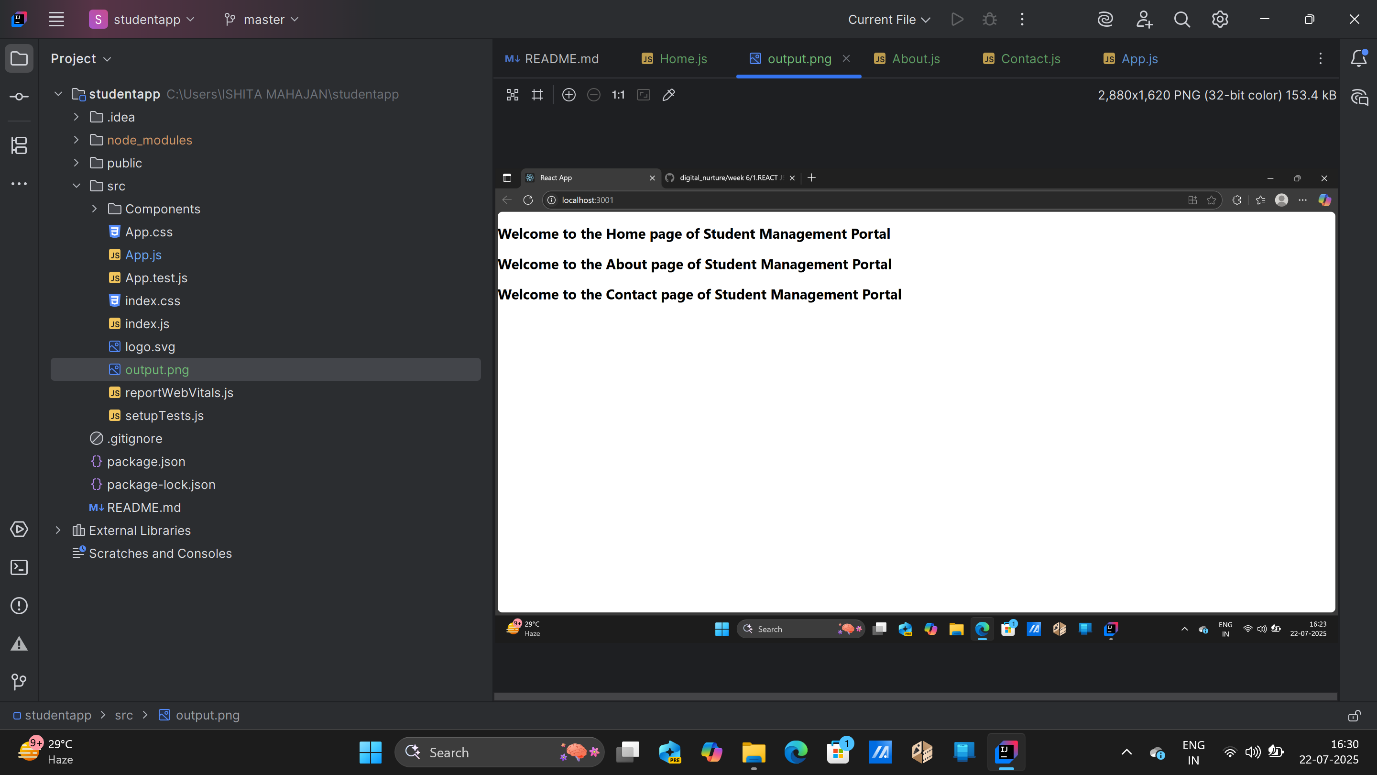 S studentapp master Current File
Project
README.md Home.js output.png About.js Contact.js App.js
1:1 2,880x1,620 PNG (32-bit color) 153.4 kB
studentapp C:\Users\ISHITA MAHAJAN\studentapp
.idea
node_modules
public
src
Components
App.css
App.js
App.test.js
index.css
index.js
logo.svg
output.png
reportWebVitals.js
setupTests.js
.gitignore
package.json
package-lock.json
README.md
External Libraries
Scratches and Consoles
React App digital_nurture/week 6/1.REACT
localhost:3001
Welcome to the Home page of Student Management Portal
Welcome to the About page of Student Management Portal
Welcome to the Contact page of Student Management Portal
29°C
Haze
Search
ENG
IN
16:23
22-07-2025
studentapp > src > output.png
9+
29°C
Haze
Search
PRE
1
ENG
IN
16:30
22-07-2025